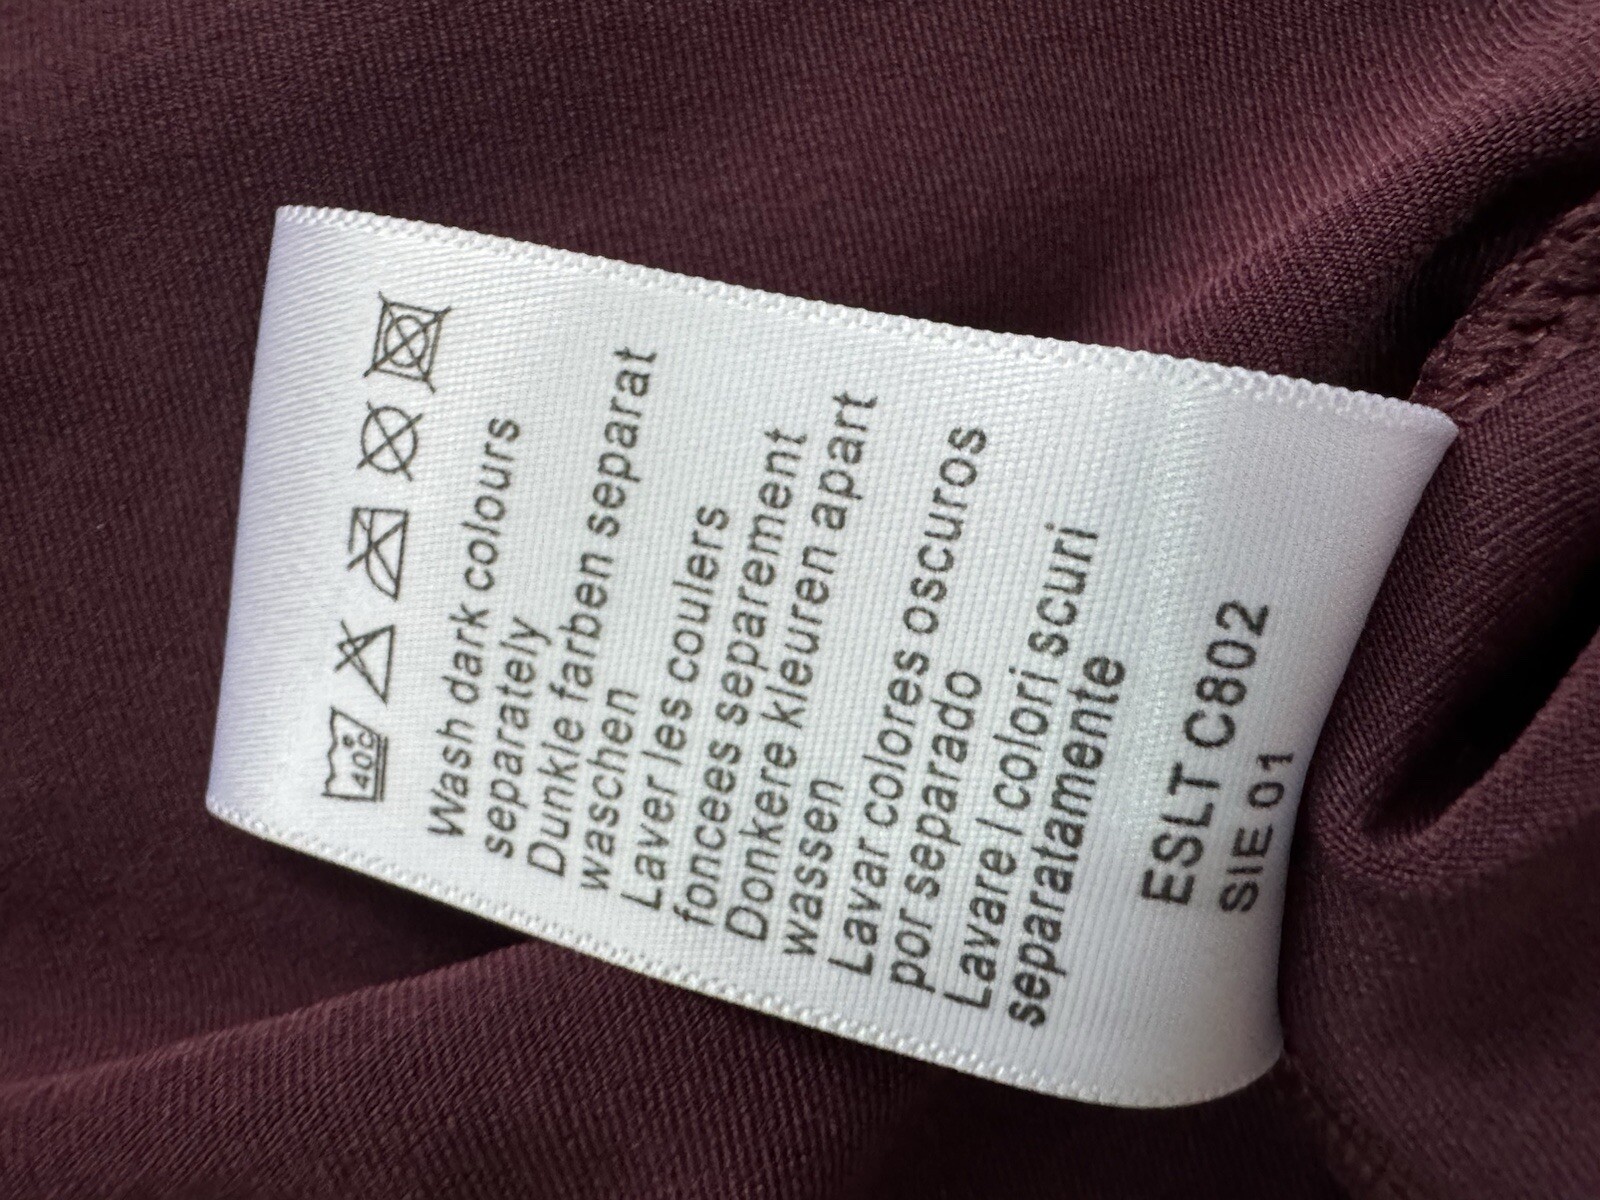 40°C
Wash dark colours
separately
Dunkle farben separat
waschen
Laver les coulers
foncees separement
Donkere kleuren apart
wassen
Lavar colores oscuros
por separado
Lavare I colori scuri
separatamente
ESLT C802
SIE 01